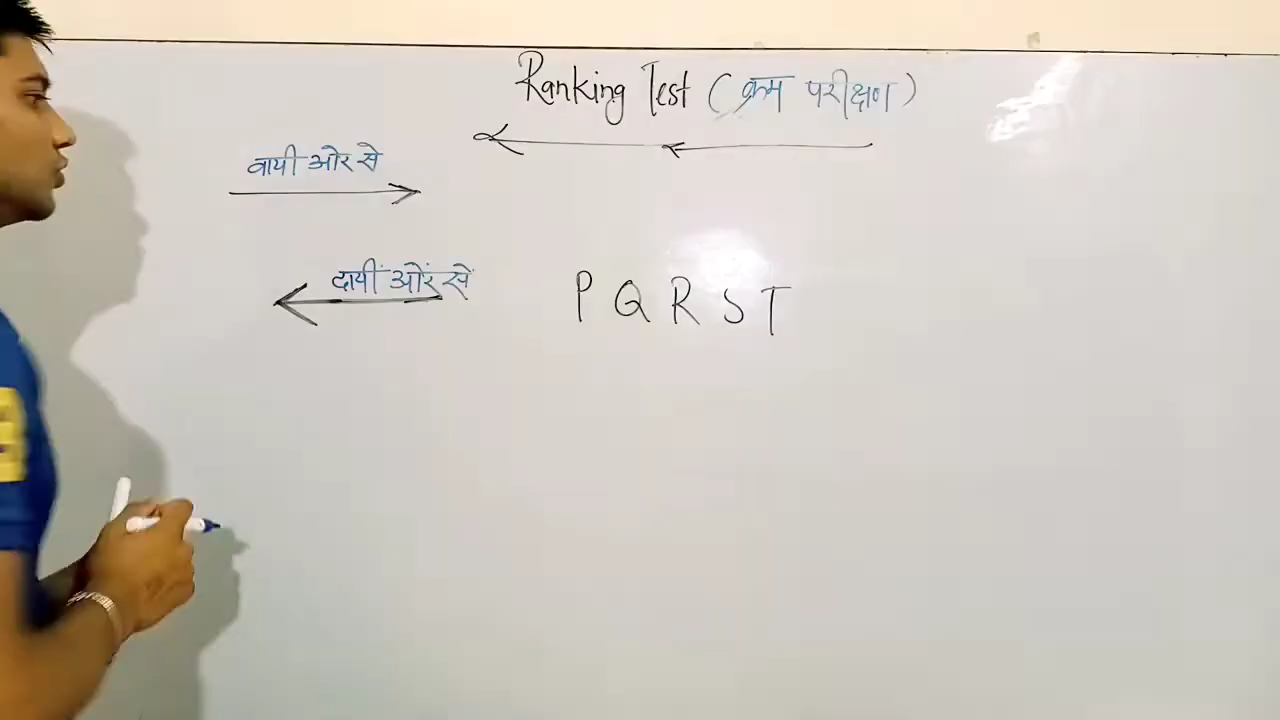 Ranking Test (क्रम परीक्षण)
वायी ओर से
दायीं ओरं सें
P Q R S T